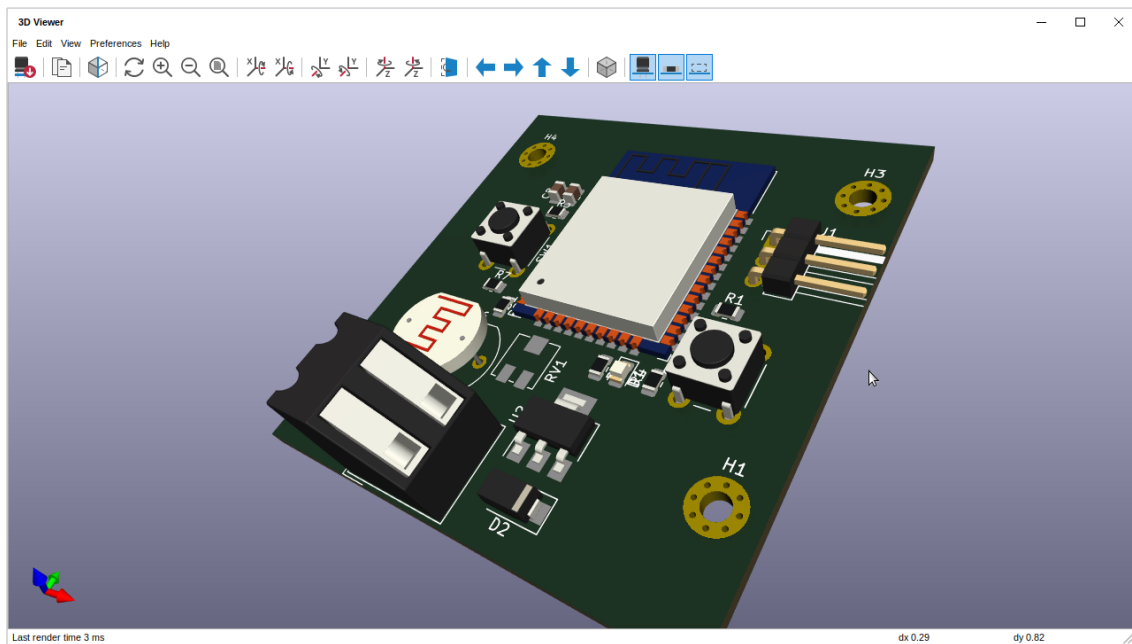 3D Viewer
File Edit View Preferences Help
H4
H3
J1
R1
RV1
H1
D2
Last render time 3 ms
dx 0.29
dy 0.82